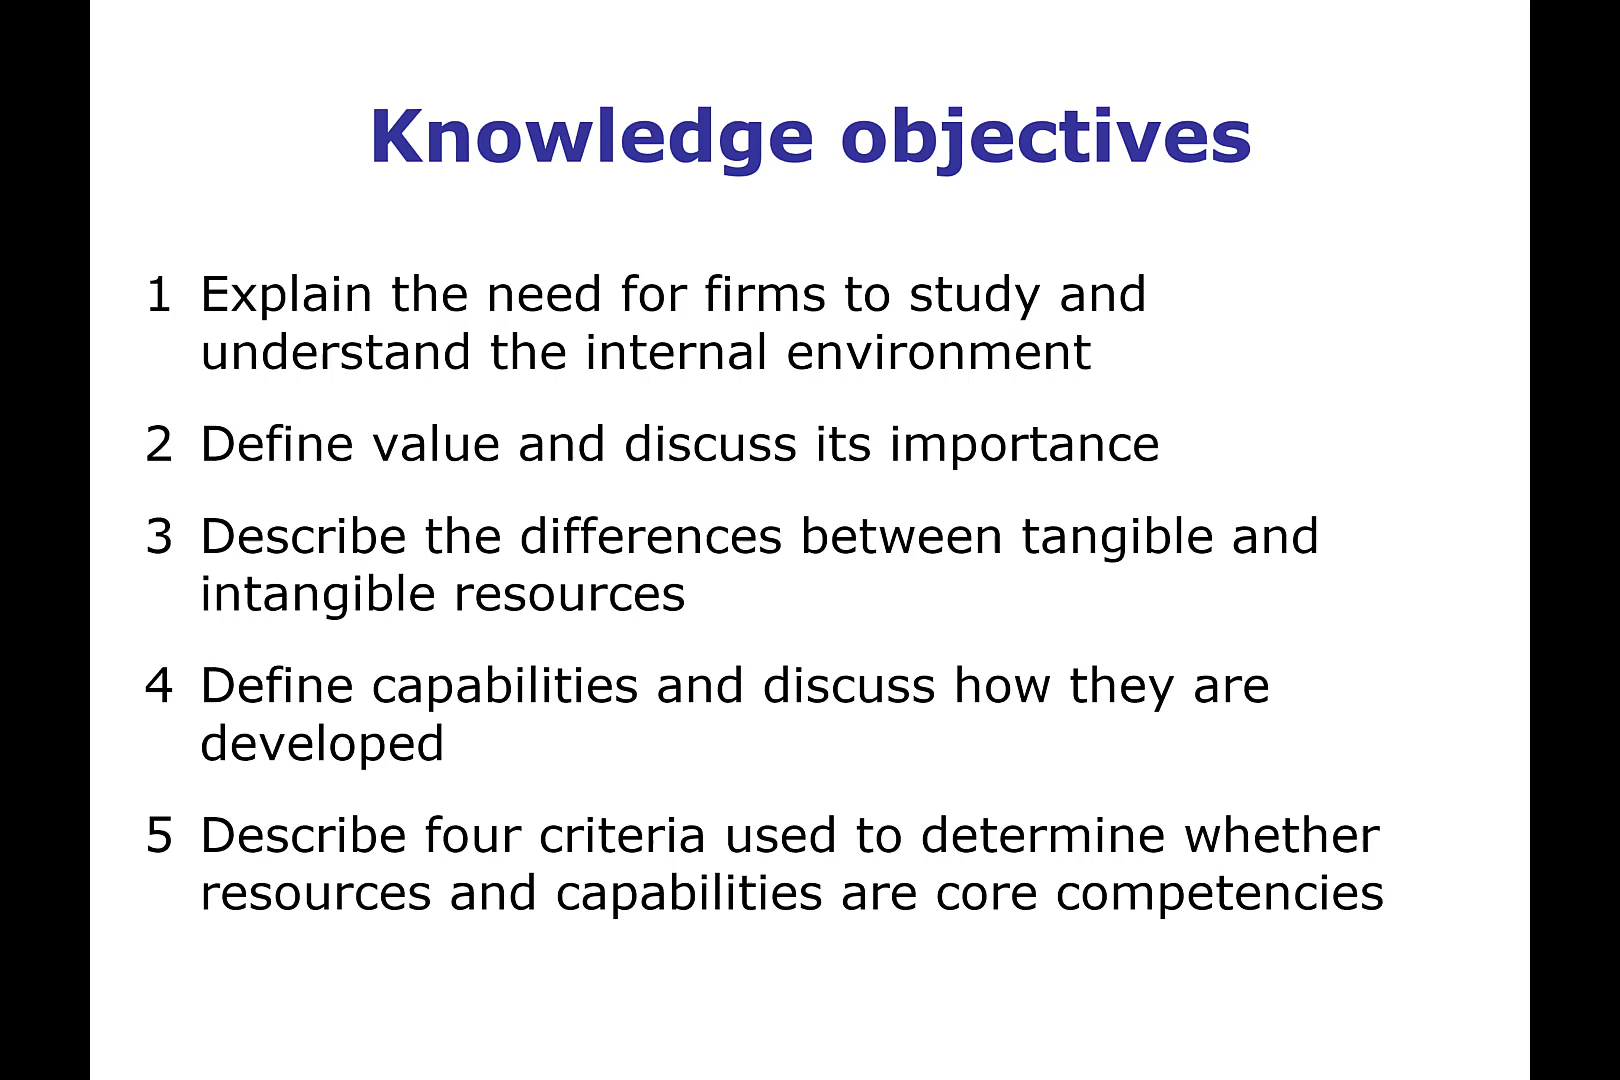 Knowledge objectives
1 Explain the need for firms to study and
understand the internal environment
2 Define value and discuss its importance
3 Describe the differences between tangible and
intangible resources
4 Define capabilities and discuss how they are
developed
5 Describe four criteria used to determine whether
resources and capabilities are core competencies